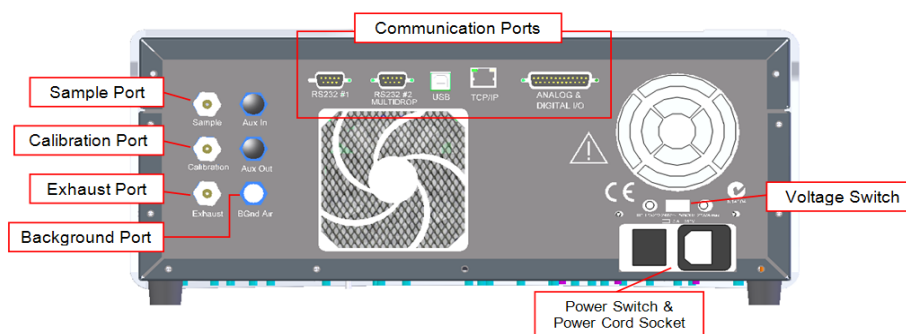 Communication Ports
Sample Port
Calibration Port
Exhaust Port
Background Port
RS232 #1
RS232 #2
MULTIDROP
USB
TCP/IP
ANALOG &
DIGITAL I/O
Sample
Aux In
Calibration
Aux Out
Exhaust
BGnd Air
CE
Voltage Switch
Power Switch &
Power Cord Socket